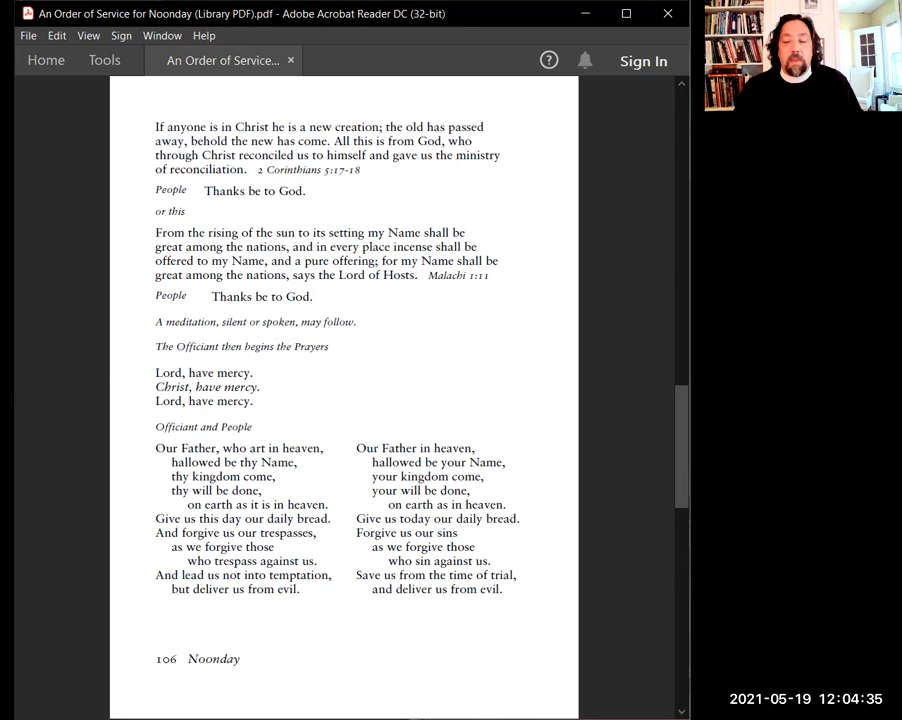 An Order of Service for Noonday (Library PDF).pdf - Adobe Acrobat Reader DC (32-bit)
File Edit View Sign Window Help
Home Tools An Order of Service... × ? Sign In
If anyone is in Christ he is a new creation; the old has passed
away, behold the new has come. All this is from God, who
through Christ reconciled us to himself and gave us the ministry
of reconciliation. 2 Corinthians 5:17-18
People Thanks be to God.
or this
From the rising of the sun to its setting my Name shall be
great among the nations, and in every place incense shall be
offered to my Name, and a pure offering; for my Name shall be
great among the nations, says the Lord of Hosts. Malachi 1:11
People Thanks be to God.
A meditation, silent or spoken, may follow.
The Officiant then begins the Prayers
Lord, have mercy.
Christ, have mercy.
Lord, have mercy.
Officiant and People
Our Father, who art in heaven,
hallowed be thy Name,
thy kingdom come,
thy will be done,
on earth as it is in heaven.
Give us this day our daily bread.
And forgive us our trespasses,
as we forgive those
who trespass against us.
And lead us not into temptation,
but deliver us from evil.
Our Father in heaven,
hallowed be your Name,
your kingdom come,
your will be done,
on earth as in heaven.
Give us today our daily bread.
Forgive us our sins
as we forgive those
who sin against us.
Save us from the time of trial,
and deliver us from evil.
106 Noonday
2021-05-19 12:04:35